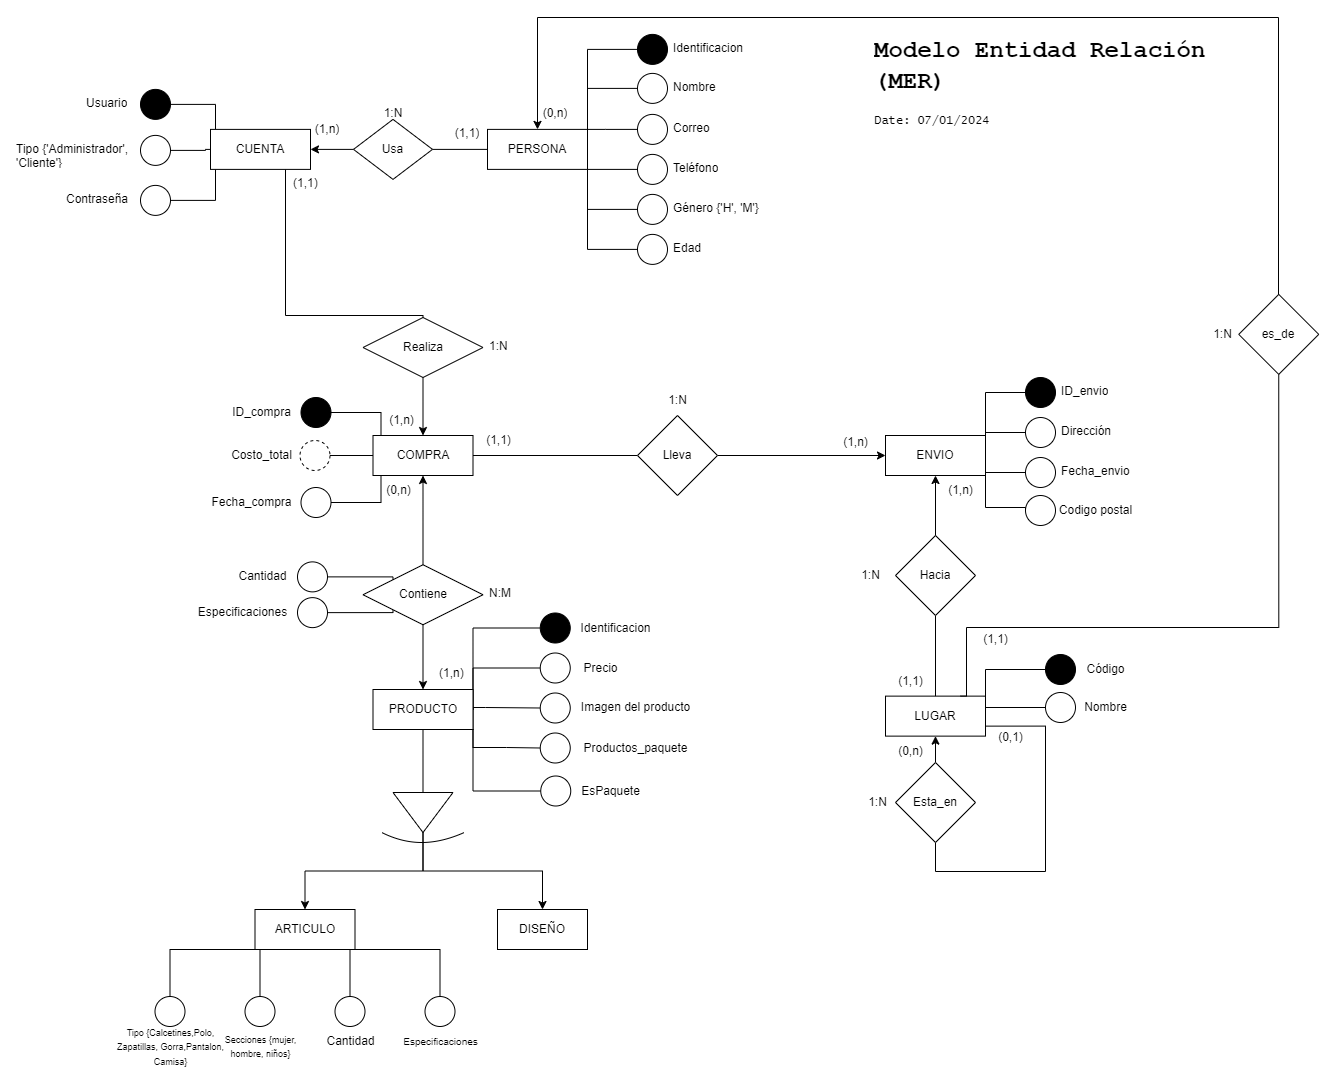 Modelo Entidad Relación
(MER)
Date: 07/01/2024
Identificacion
Nombre
Correo
Teléfono
Género {'H', 'M'}
Edad
(0,n)
PERSONA
(1,1)
1:N
Usa
(1,n)
CUENTA
(1,1)
Usuario
Tipo {'Administrador',
'Cliente'}
Contraseña
1:N
es_de
Realiza
1:N
(1,n)
ID_compra
Costo_total
Fecha_compra
COMPRA
(1,1)
(0,n)
1:N
Lleva
(1,n)
ENVIO
(1,n)
ID_envio
Dirección
Fecha_envio
Codigo postal
Cantidad
Especificaciones
Contiene
N:M
1:N
Hacia
(1,n)
PRODUCTO
Identificacion
Precio
Imagen del producto
Productos_paquete
EsPaquete
(1,1)
(1,1)
LUGAR
Código
Nombre
(0,n)
(0,1)
1:N
Esta_en
ARTICULO
DISEÑO
Tipo {Calcetines,Polo,
Zapatillas, Gorra,Pantalon,
Camisa}
Secciones {mujer,
hombre, niños}
Cantidad
Especificaciones